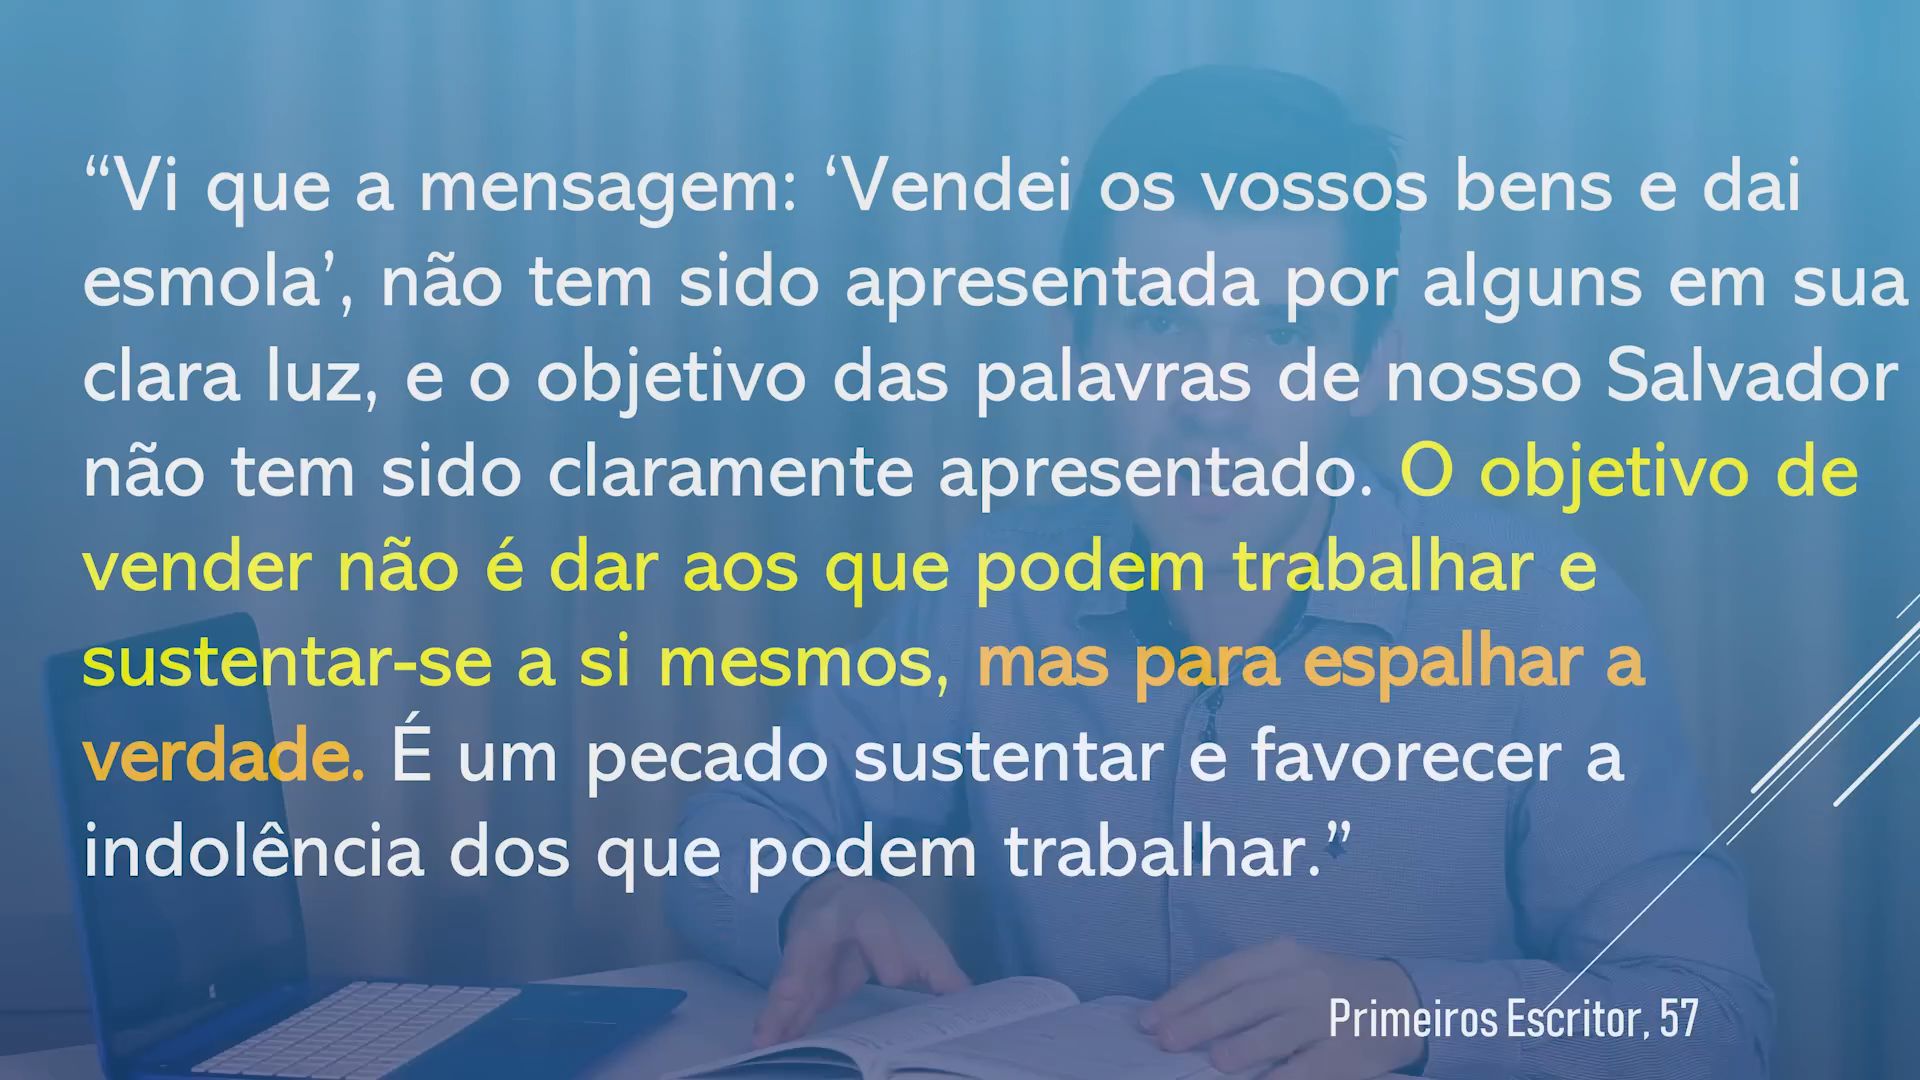 “Vi que a mensagem: ‘Vendei os vossos bens e dai
esmola’, não tem sido apresentada por alguns em sua
clara luz, e o objetivo das palavras de nosso Salvador
não tem sido claramente apresentado. O objetivo de
vender não é dar aos que podem trabalhar e
sustentar-se a si mesmos, mas para espalhar a
verdade. É um pecado sustentar e favorecer a
indolência dos que podem trabalhar.”
Primeiros Escritor, 57